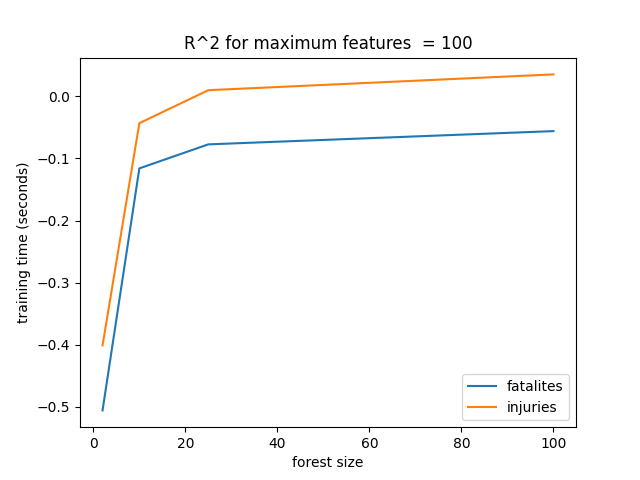 R^2 for maximum features  = 100
training time (seconds)
0.0
−0.1
−0.2
−0.3
−0.4
−0.5
0
20
40
60
80
100
forest size
fatalites
injuries